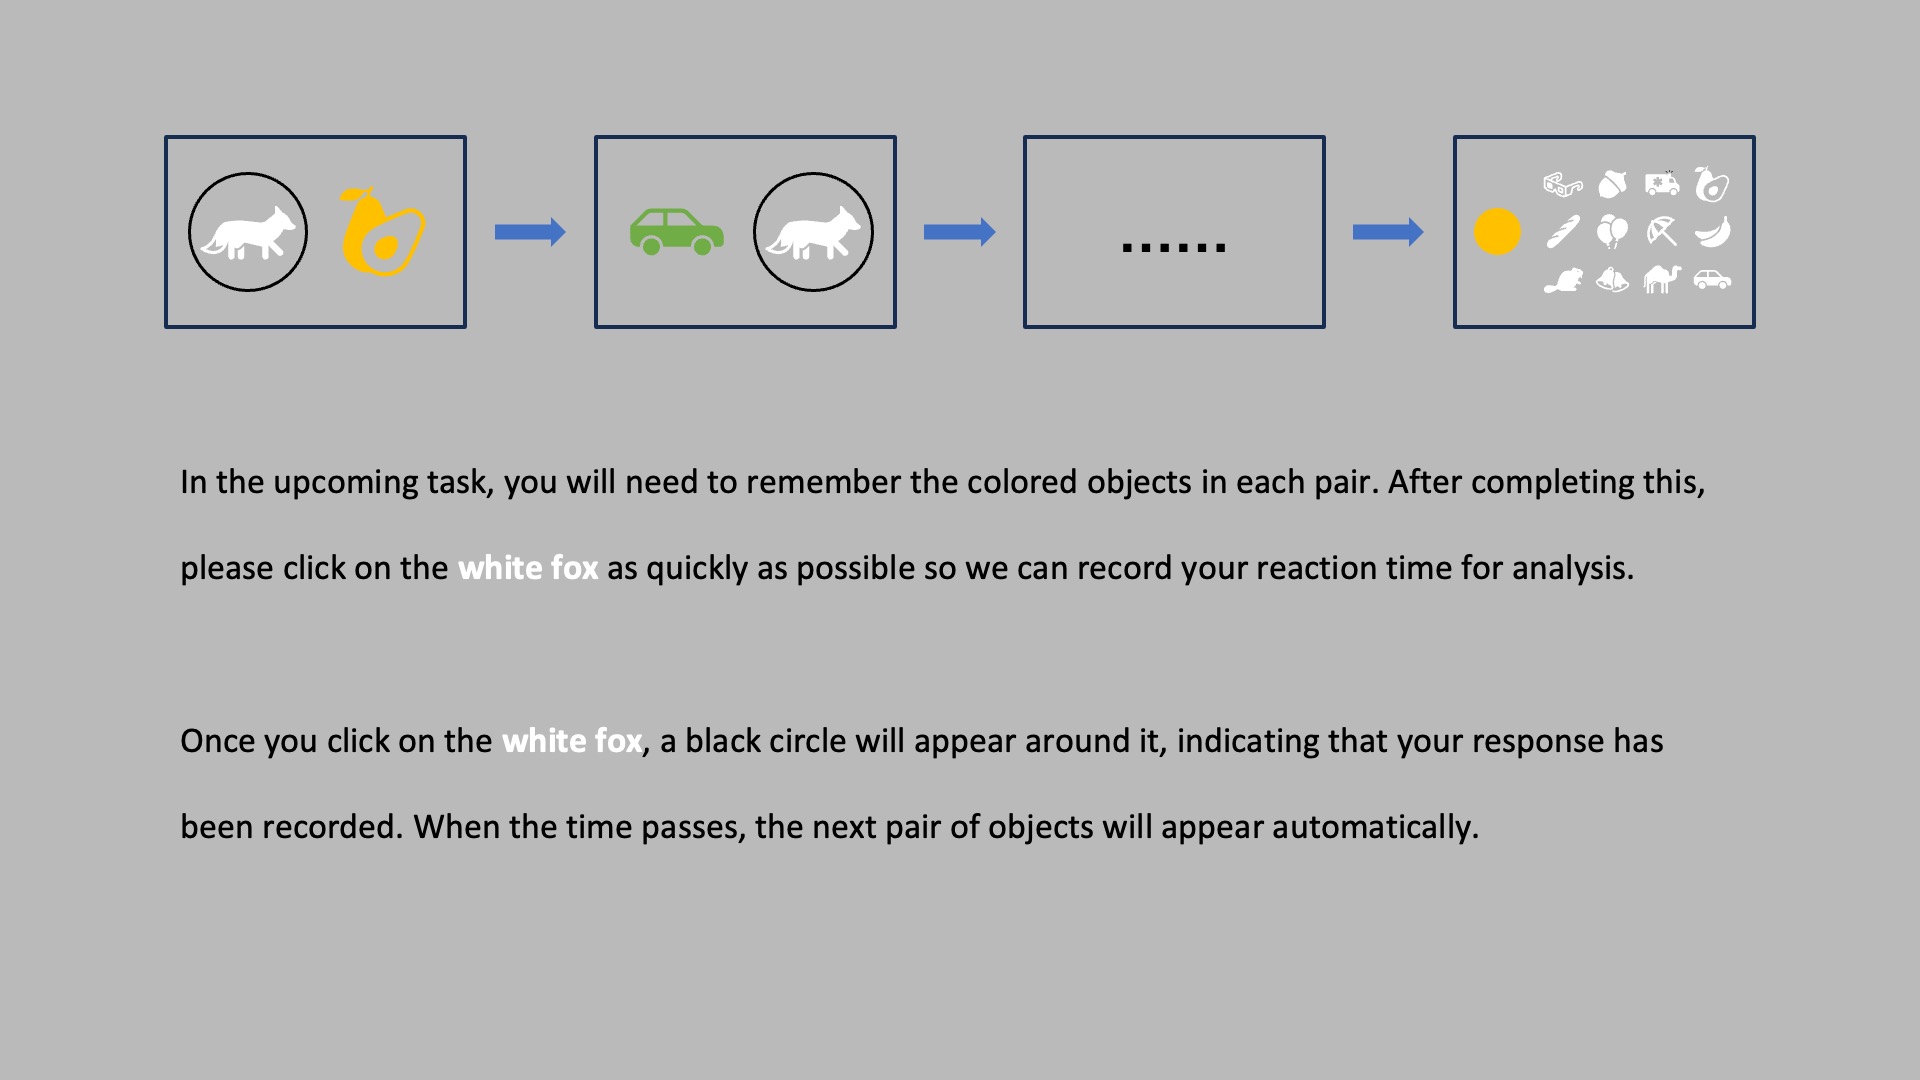 ......
In the upcoming task, you will need to remember the colored objects in each pair. After completing this,
please click on the white fox as quickly as possible so we can record your reaction time for analysis.
Once you click on the white fox, a black circle will appear around it, indicating that your response has
been recorded. When the time passes, the next pair of objects will appear automatically.